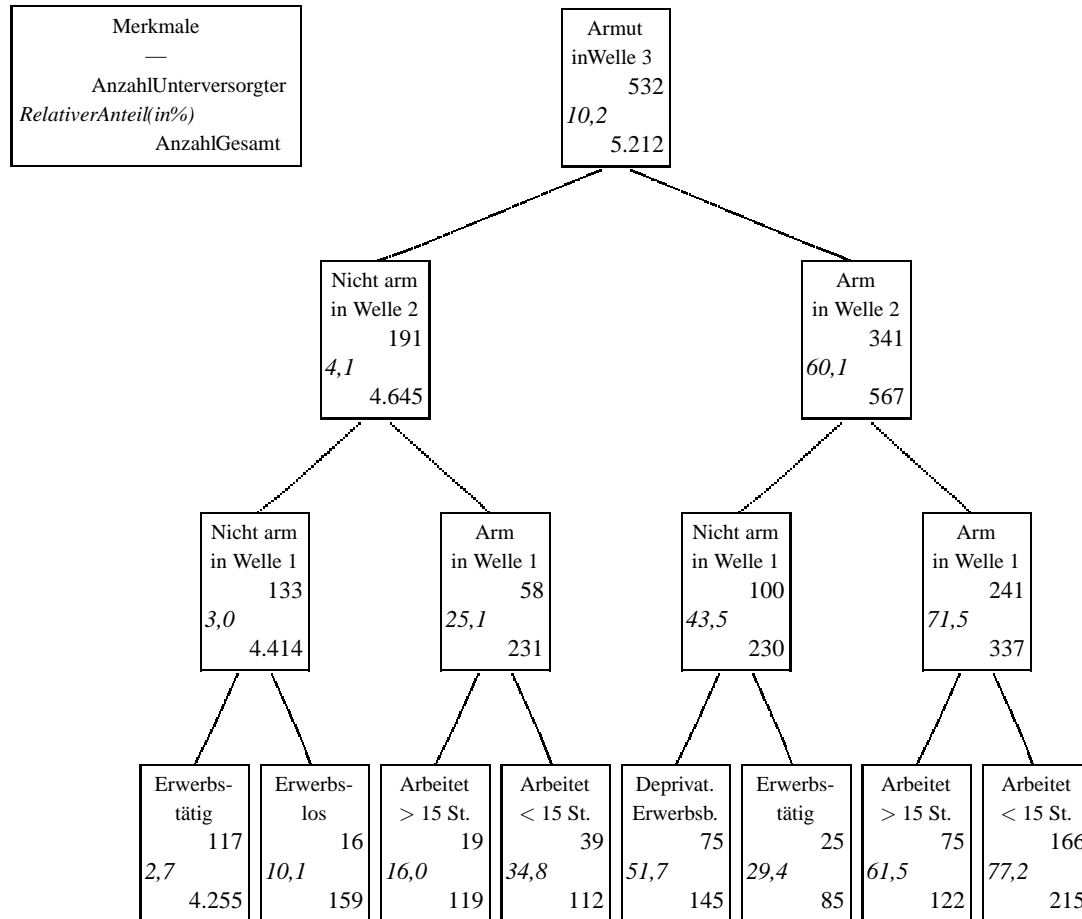 Merkmale
—
AnzahlUnterversorgter
RelativerAnteil(in%)
AnzahlGesamt
Armut
inWelle 3
532
10,2
5.212
Nicht arm
in Welle 2
191
4,1
4.645
Arm
in Welle 2
341
60,1
567
Nicht arm
in Welle 1
133
3,0
4.414
Arm
in Welle 1
58
25,1
231
Nicht arm
in Welle 1
100
43,5
230
Arm
in Welle 1
241
71,5
337
Erwerbs-
tätig
117
2,7
4.255
Erwerbs-
los
16
10,1
159
Arbeitet
> 15 St.
19
16,0
119
Arbeitet
< 15 St.
39
34,8
112
Deprivat.
Erwerbsb.
75
51,7
145
Erwerbs-
tätig
25
29,4
85
Arbeitet
> 15 St.
75
61,5
122
Arbeitet
< 15 St.
166
77,2
215